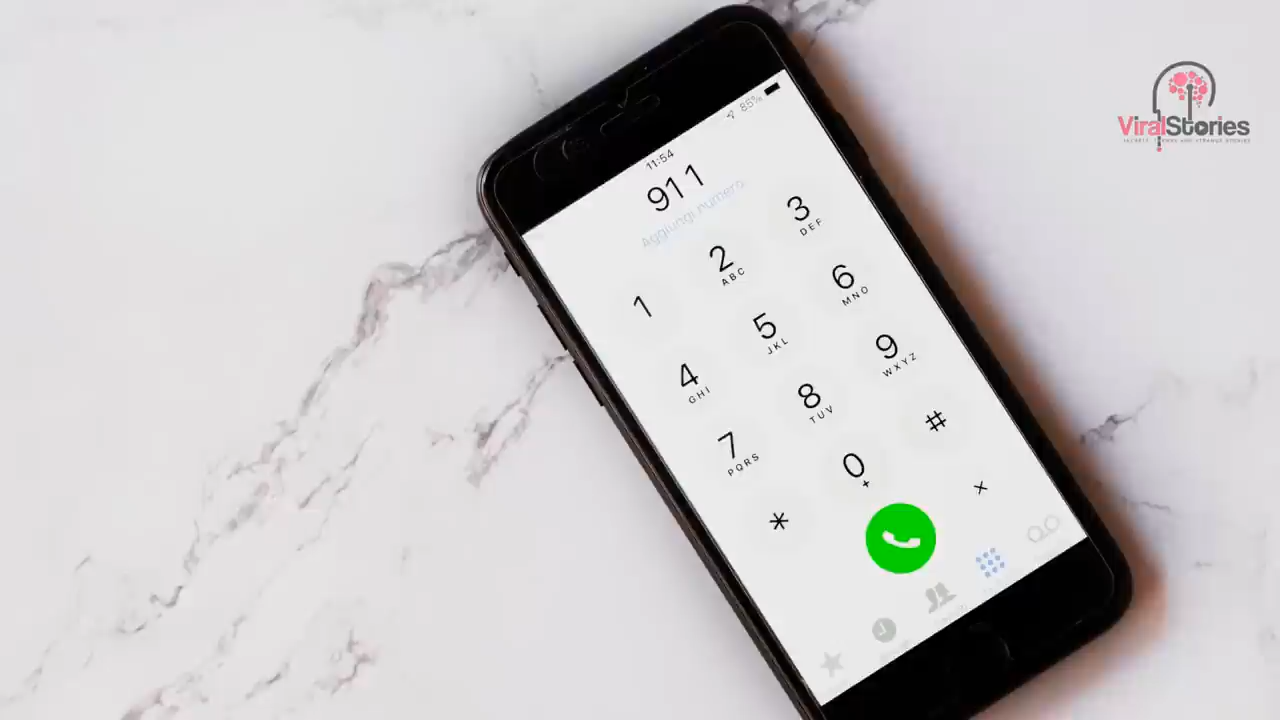 85%
11:54
911
Aggiungi numero
1
2
ABC
3
DEF
4
GHI
5
JKL
6
MNO
7
PQRS
8
TUV
9
WXYZ
*
0
+
#
×
ViralStories